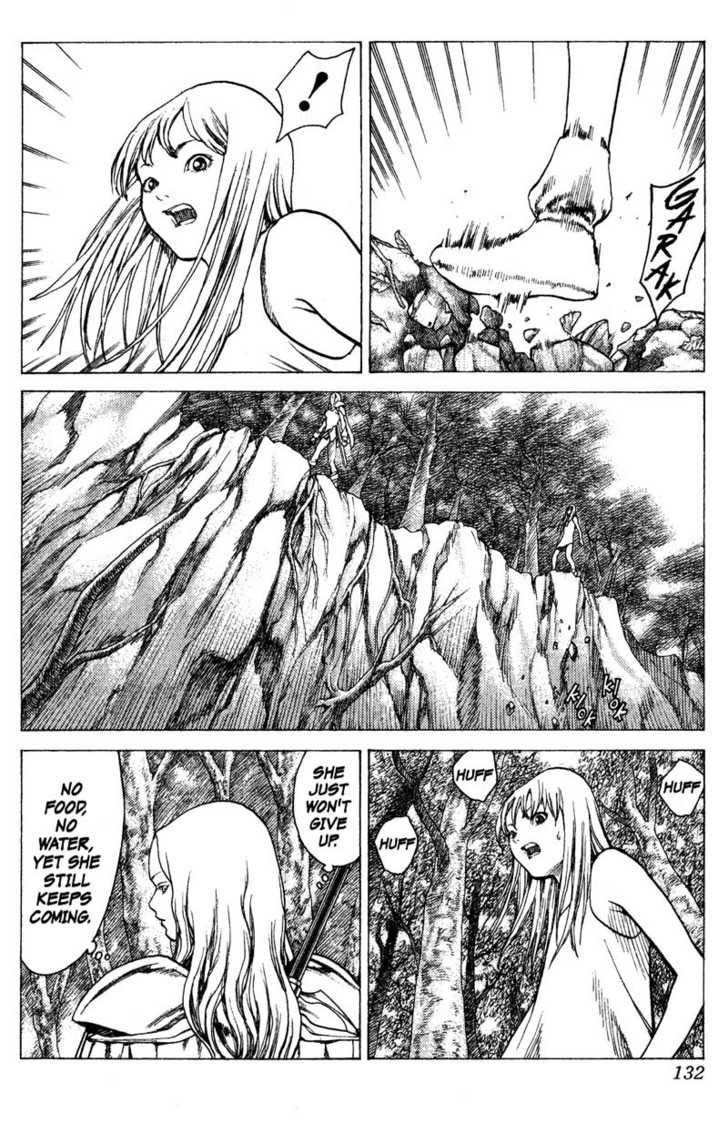 GARAK
!
klok
klok
HUFF
HUFF
HUFF
SHE
JUST
WON'T
GIVE
UP.
NO
FOOD,
NO
WATER,
YET SHE
STILL
KEEPS
COMING.
132